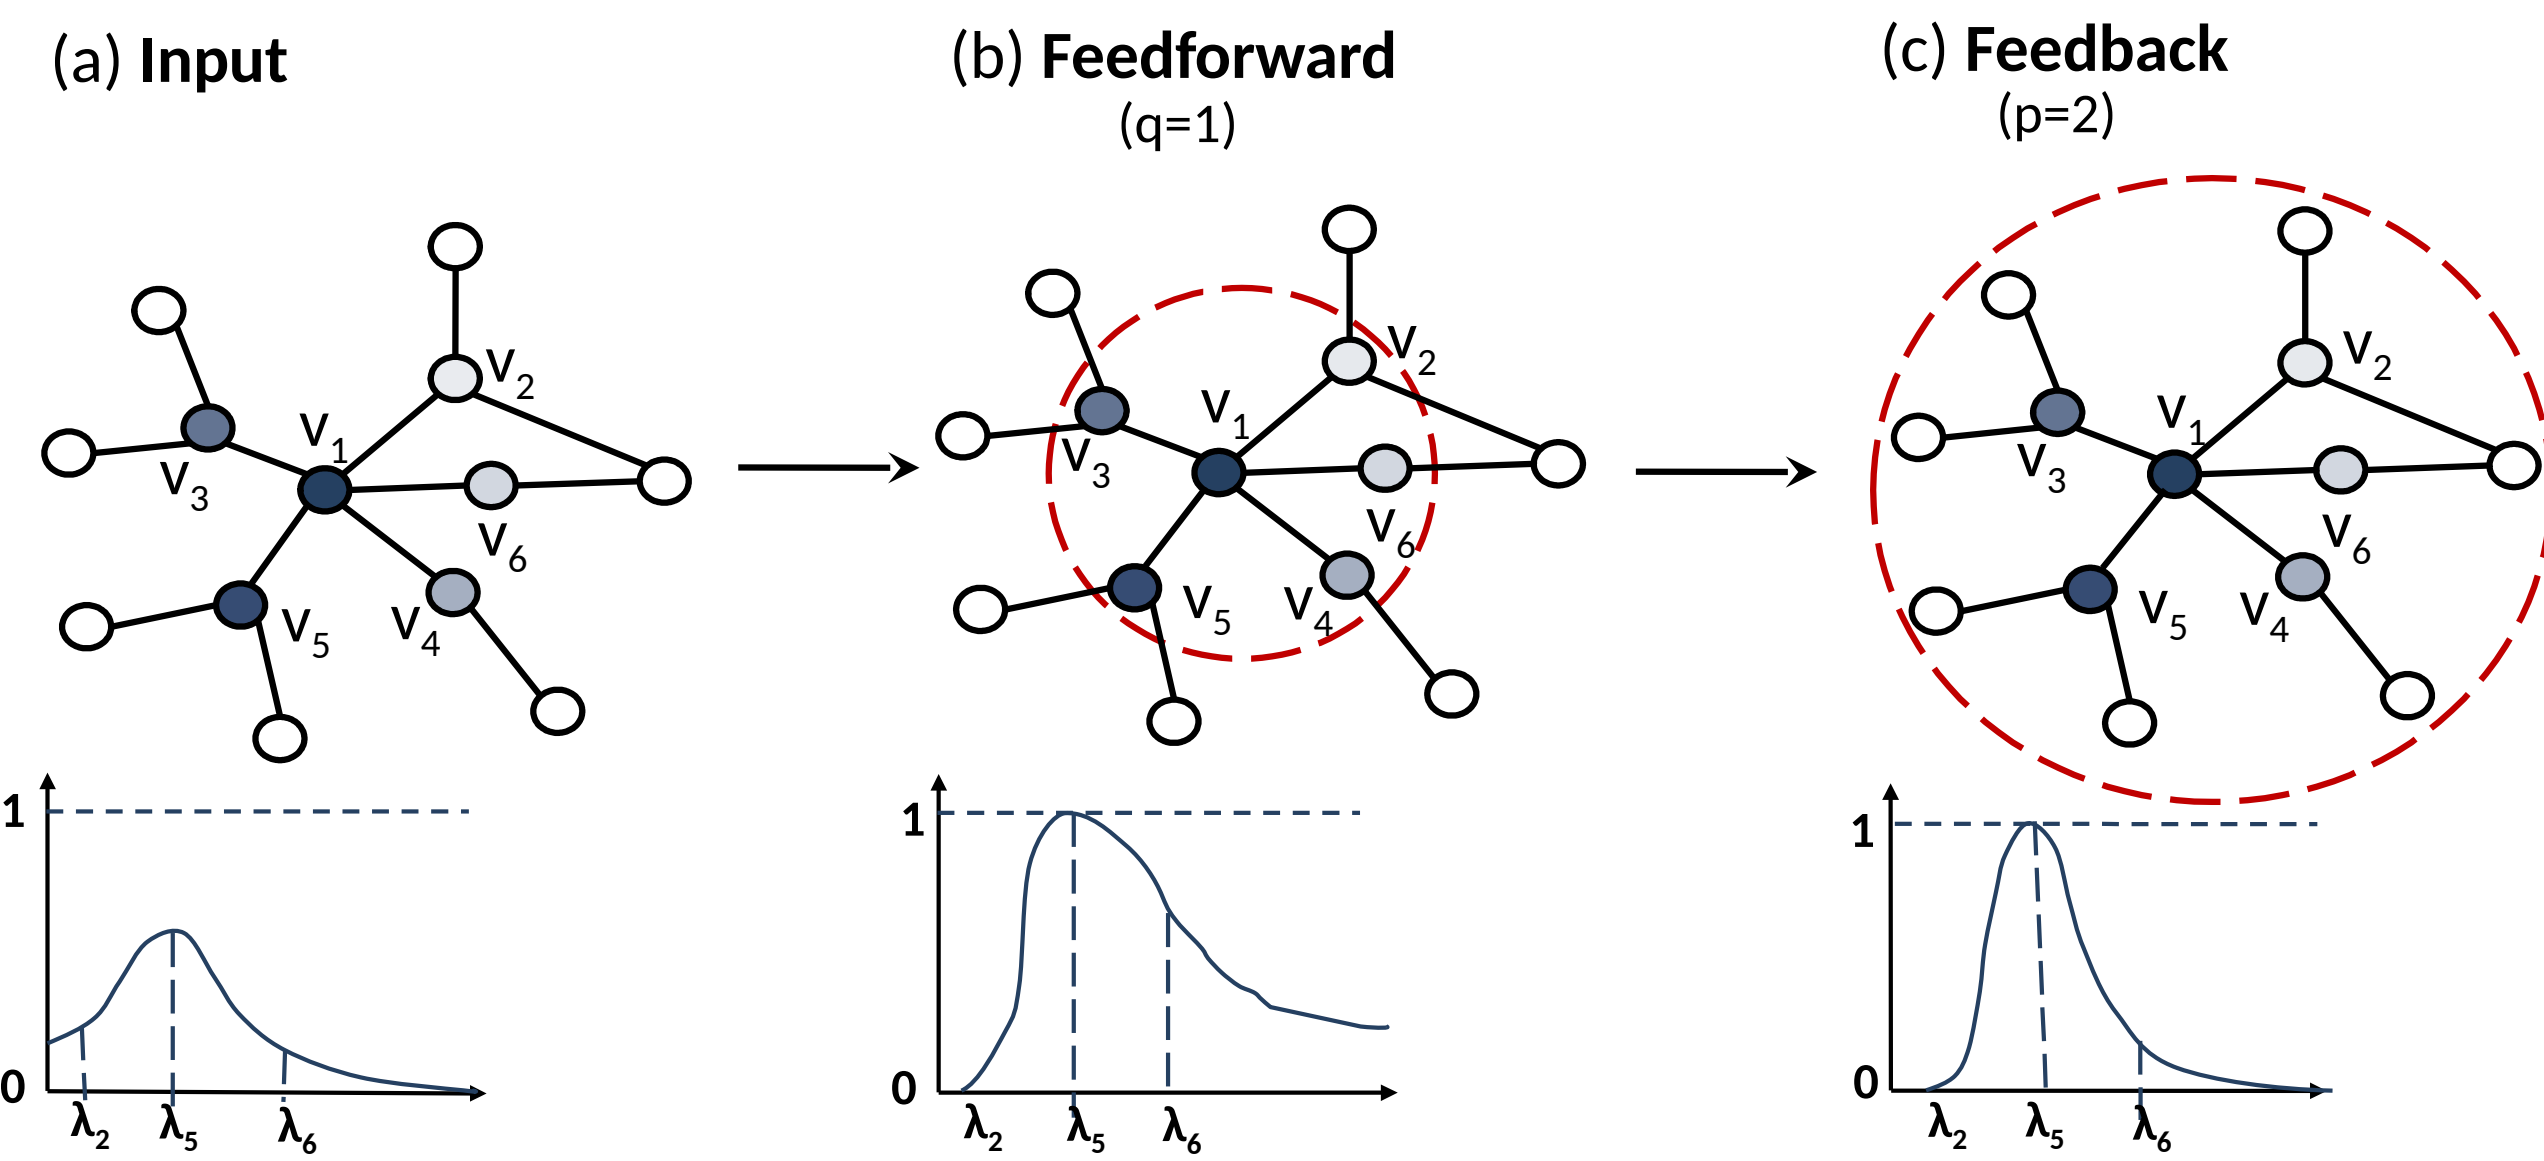 (a) Input
v1
v2
v3
v6
v5
v4
1
0
λ2
λ5
λ6
(b) Feedforward
(q=1)
v2
v1
v3
v6
v5
v4
1
0
λ2
λ5
λ6
(c) Feedback
(p=2)
v2
v1
v3
v6
v5
v4
1
0
λ2
λ5
λ6